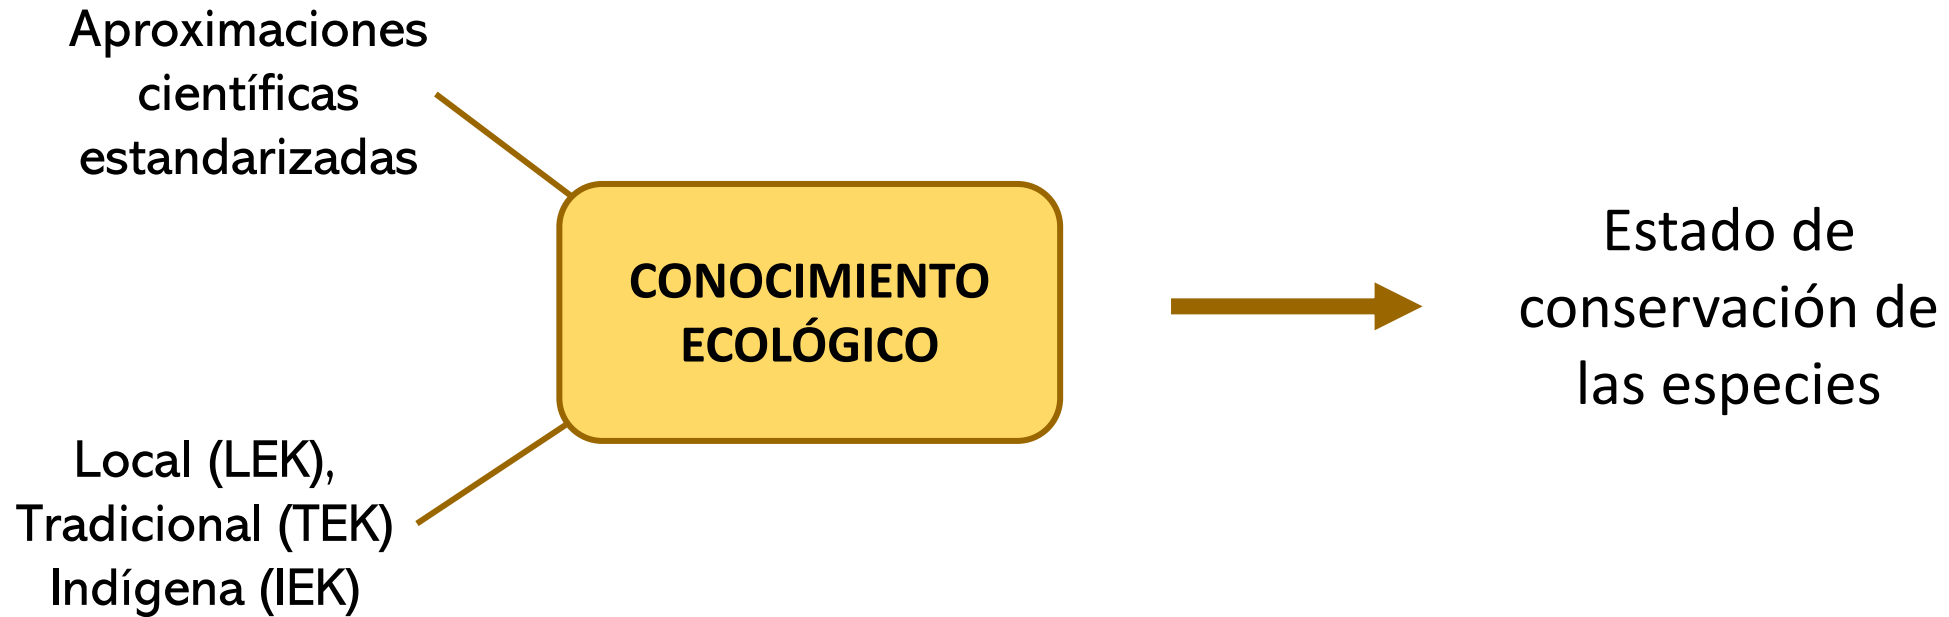 Aproximaciones
científicas
estandarizadas
CONOCIMIENTO
ECOLÓGICO
Estado de
conservación de
las especies
Local (LEK),
Tradicional (TEK)
Indígena (IEK)